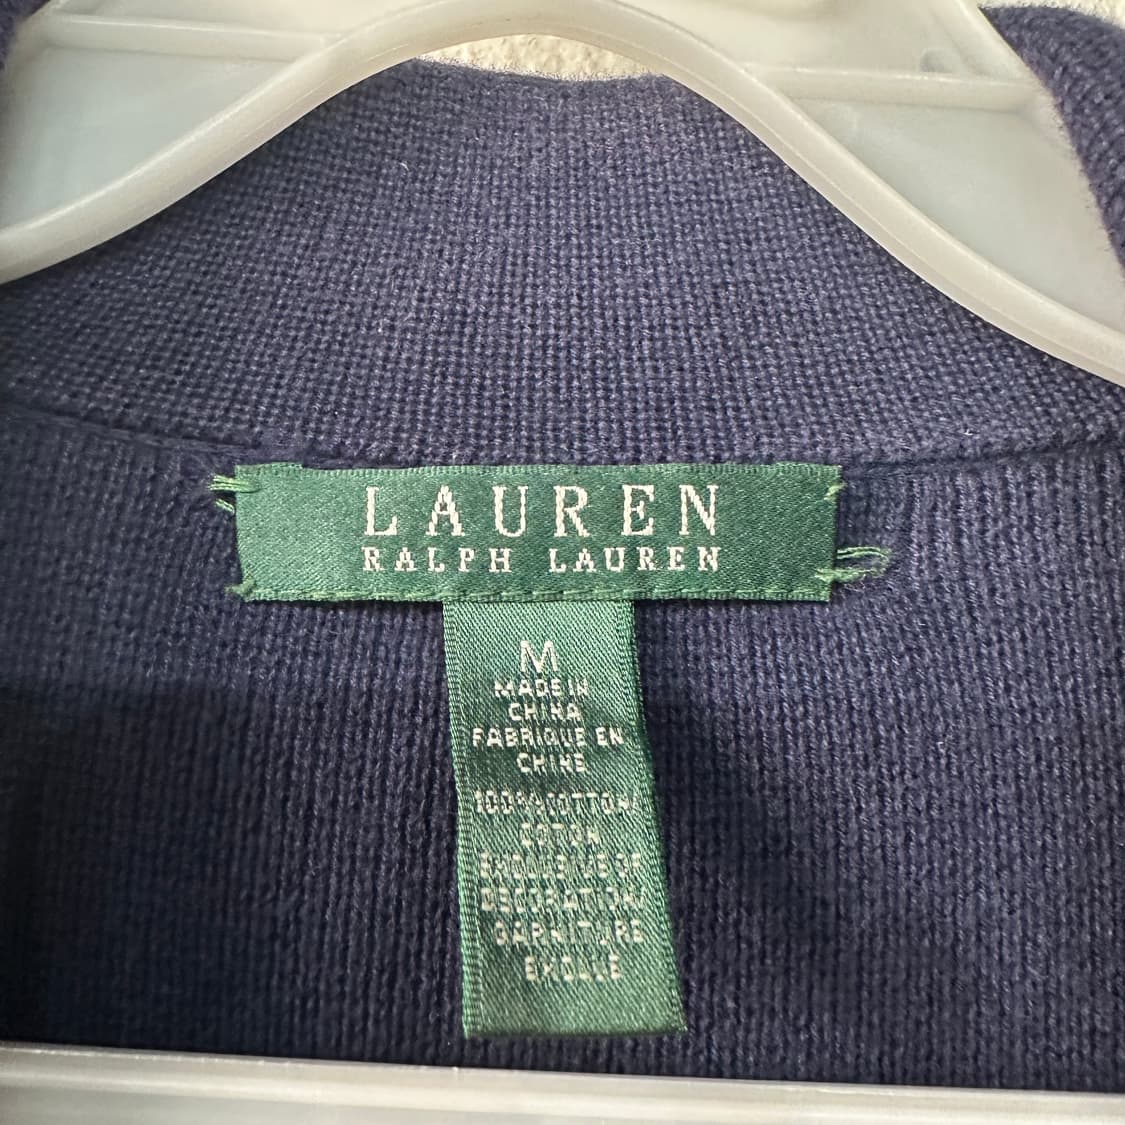 LAUREN
RALPH LAUREN
M
MADE IN
CHINA
FABRIQUE EN
CHINE
100% COTTON/
COTON
EXCLUSIVE OF
DECORATION/
GARNITURE
EXCLUE